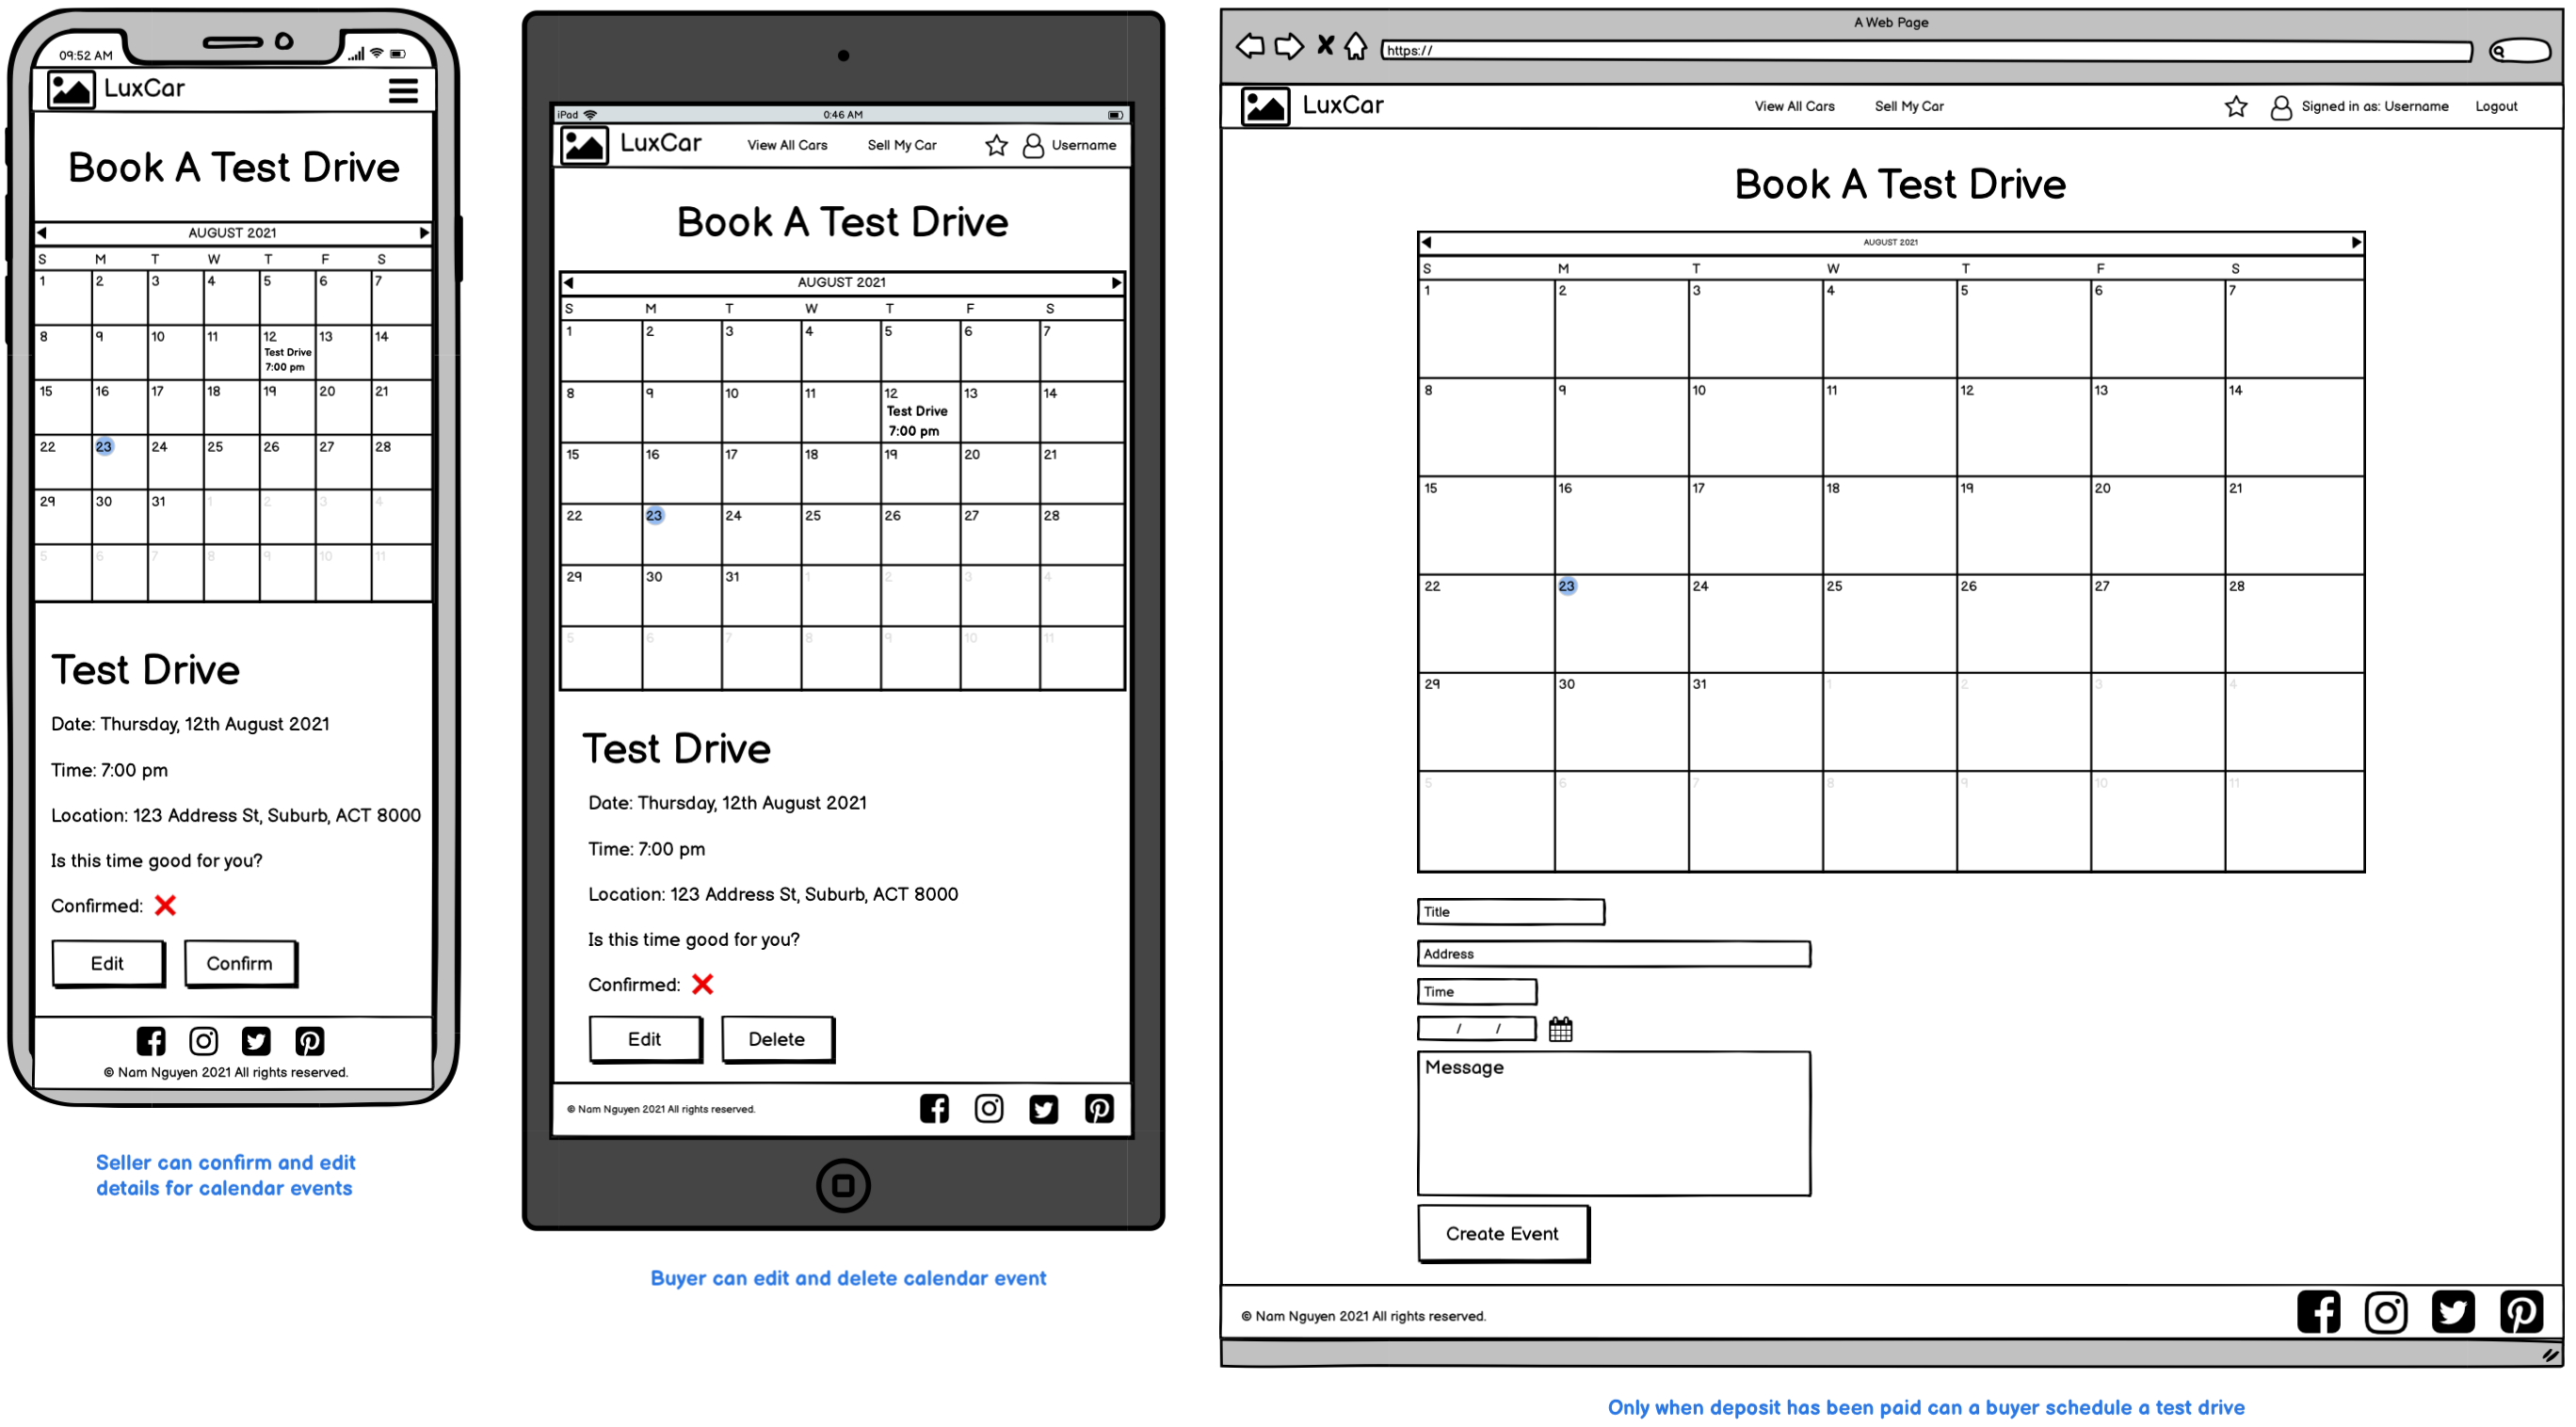 09:52 AM
LuxCar
Book A Test Drive
AUGUST 2021
S M T W T F S
1 2 3 4 5 6 7
8 9 10 11 12 13 14
Test Drive
7:00 pm
15 16 17 18 19 20 21
22 23 24 25 26 27 28
29 30 31 1 2 3 4
5 6 7 8 9 10 11
Test Drive
Date: Thursday, 12th August 2021
Time: 7:00 pm
Location: 123 Address St, Suburb, ACT 8000
Is this time good for you?
Confirmed:
Edit Confirm
© Nam Nguyen 2021 All rights reserved.
Seller can confirm and edit
details for calendar events
iPad 0:46 AM
LuxCar View All Cars Sell My Car Username
Book A Test Drive
AUGUST 2021
S M T W T F S
1 2 3 4 5 6 7
8 9 10 11 12 13 14
Test Drive
7:00 pm
15 16 17 18 19 20 21
22 23 24 25 26 27 28
29 30 31 1 2 3 4
5 6 7 8 9 10 11
Test Drive
Date: Thursday, 12th August 2021
Time: 7:00 pm
Location: 123 Address St, Suburb, ACT 8000
Is this time good for you?
Confirmed:
Edit Delete
© Nam Nguyen 2021 All rights reserved.
Buyer can edit and delete calendar event
A Web Page
https://
LuxCar View All Cars Sell My Car Signed in as: Username Logout
Book A Test Drive
AUGUST 2021
S M T W T F S
1 2 3 4 5 6 7
8 9 10 11 12 13 14
15 16 17 18 19 20 21
22 23 24 25 26 27 28
29 30 31 1 2 3 4
5 6 7 8 9 10 11
Title
Address
Time
/ /
Message
Create Event
© Nam Nguyen 2021 All rights reserved.
Only when deposit has been paid can a buyer schedule a test drive